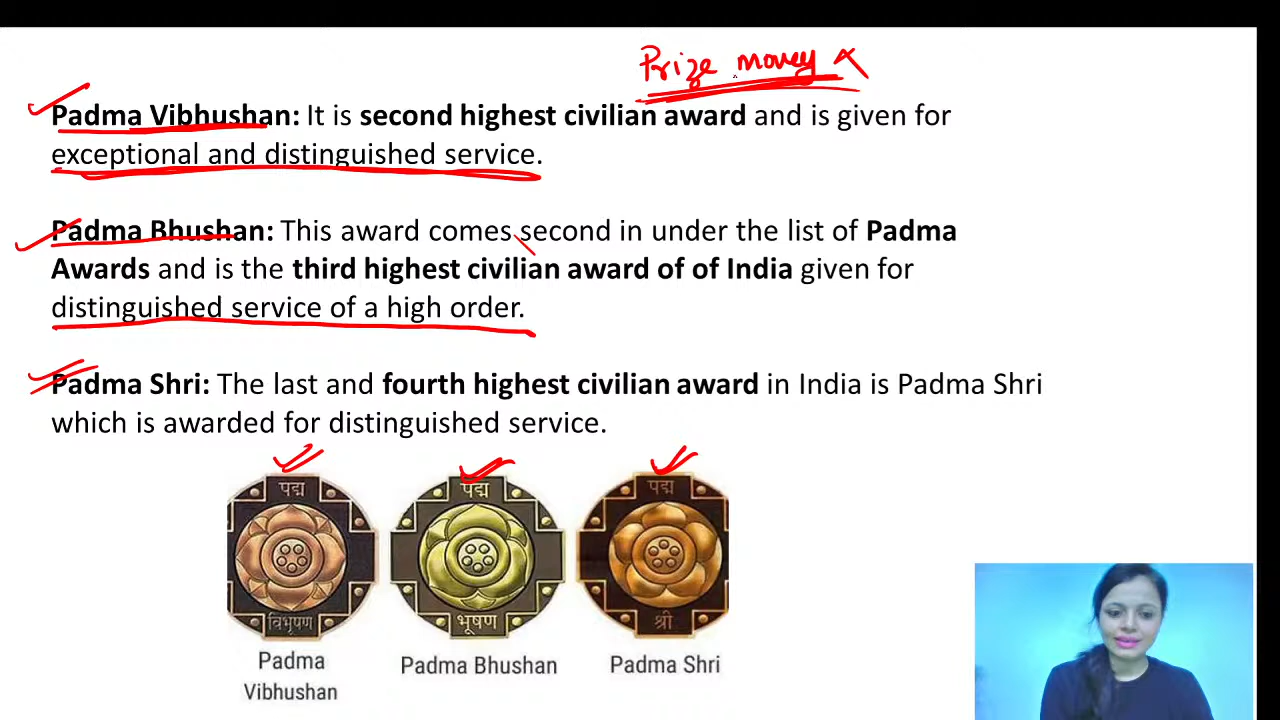 Prize money X
Padma Vibhushan: It is second highest civilian award and is given for
exceptional and distinguished service.
Padma Bhushan: This award comes second in under the list of Padma
Awards and is the third highest civilian award of of India given for
distinguished service of a high order.
Padma Shri: The last and fourth highest civilian award in India is Padma Shri
which is awarded for distinguished service.
पद्म पद्म पद्म
विभूषण भूषण श्री
Padma
Vibhushan
Padma Bhushan
Padma Shri